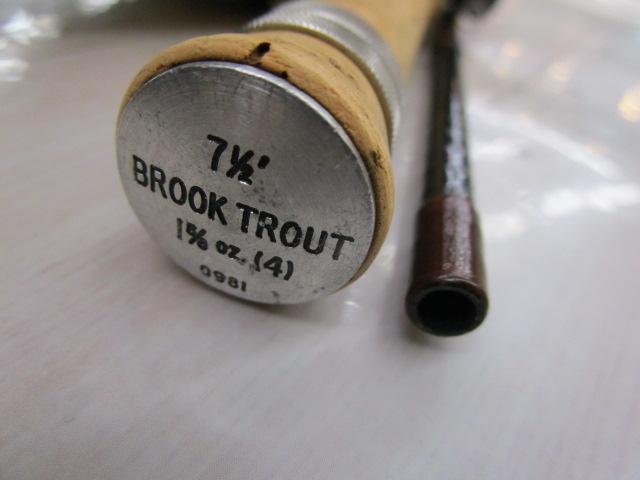 7½'
BROOK TROUT
1⅝ oz. (4)
0981